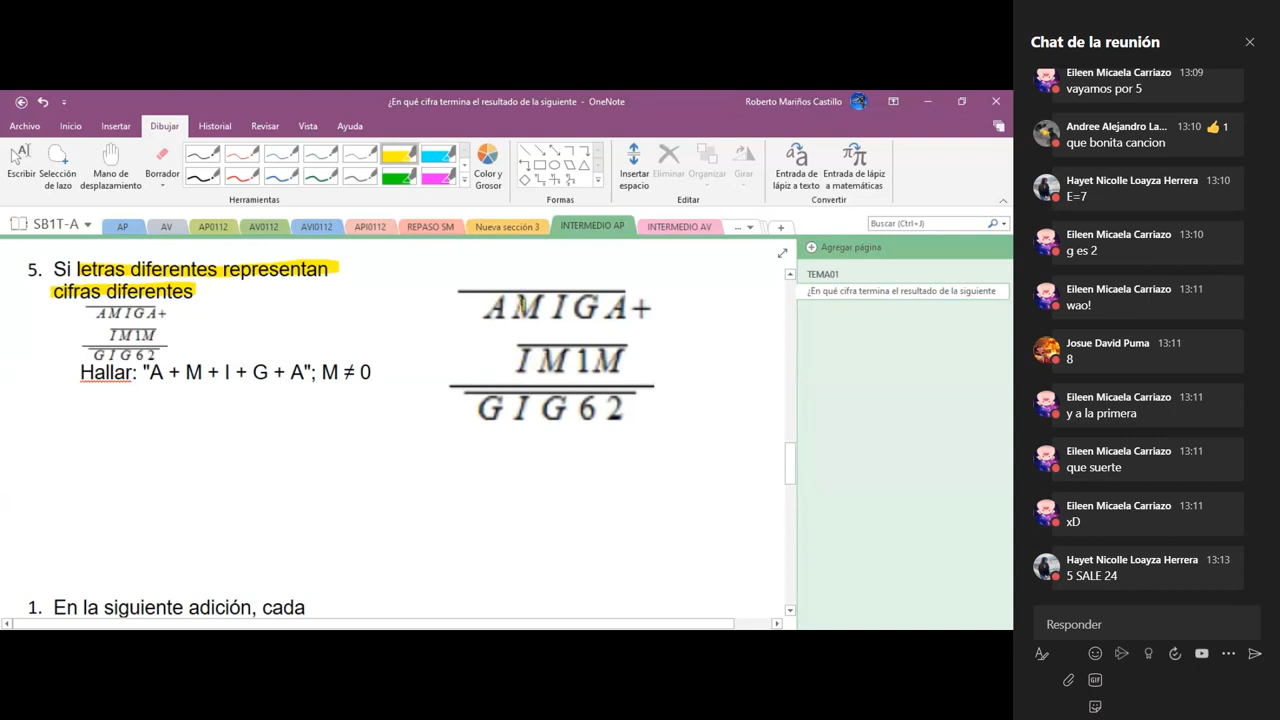 Chat de la reunión
¿En qué cifra termina el resultado de la siguiente - OneNote
Roberto Mariños Castillo
Archivo
Inicio
Insertar
Dibujar
Historial
Revisar
Vista
Ayuda
Escribir
Selección de lazo
Mano de desplazamiento
Borrador
Color y Grosor
Insertar espacio
Eliminar
Organizar
Girar
Entrada de lápiz a texto
Entrada de lápiz a matemáticas
Herramientas
Formas
Editar
Convertir
SB1T-A
AP
AV
AP0112
AV0112
AVI0112
API0112
REPASO SM
Nueva sección 3
INTERMEDIO AP
INTERMEDIO AV
Buscar (Ctrl+J)
Agregar página
TEMA01
¿En qué cifra termina el resultado de la siguiente
5. Si letras diferentes representan
cifras diferentes
AMIGA+
IM1M
GIG62
Hallar: "A + M + I + G + A"; M ≠ 0
AMIGA+
IM1M
GIG62
1. En la siguiente adición, cada
Eileen Micaela Carriazo 13:09
vayamos por 5
Andree Alejandro La... 13:10 👍 1
que bonita cancion
Hayet Nicolle Loayza Herrera 13:10
E=7
Eileen Micaela Carriazo 13:10
g es 2
Eileen Micaela Carriazo 13:11
wao!
Josue David Puma 13:11
8
Eileen Micaela Carriazo 13:11
y a la primera
Eileen Micaela Carriazo 13:11
que suerte
Eileen Micaela Carriazo 13:11
xD
Hayet Nicolle Loayza Herrera 13:13
5 SALE 24
Responder
GIF